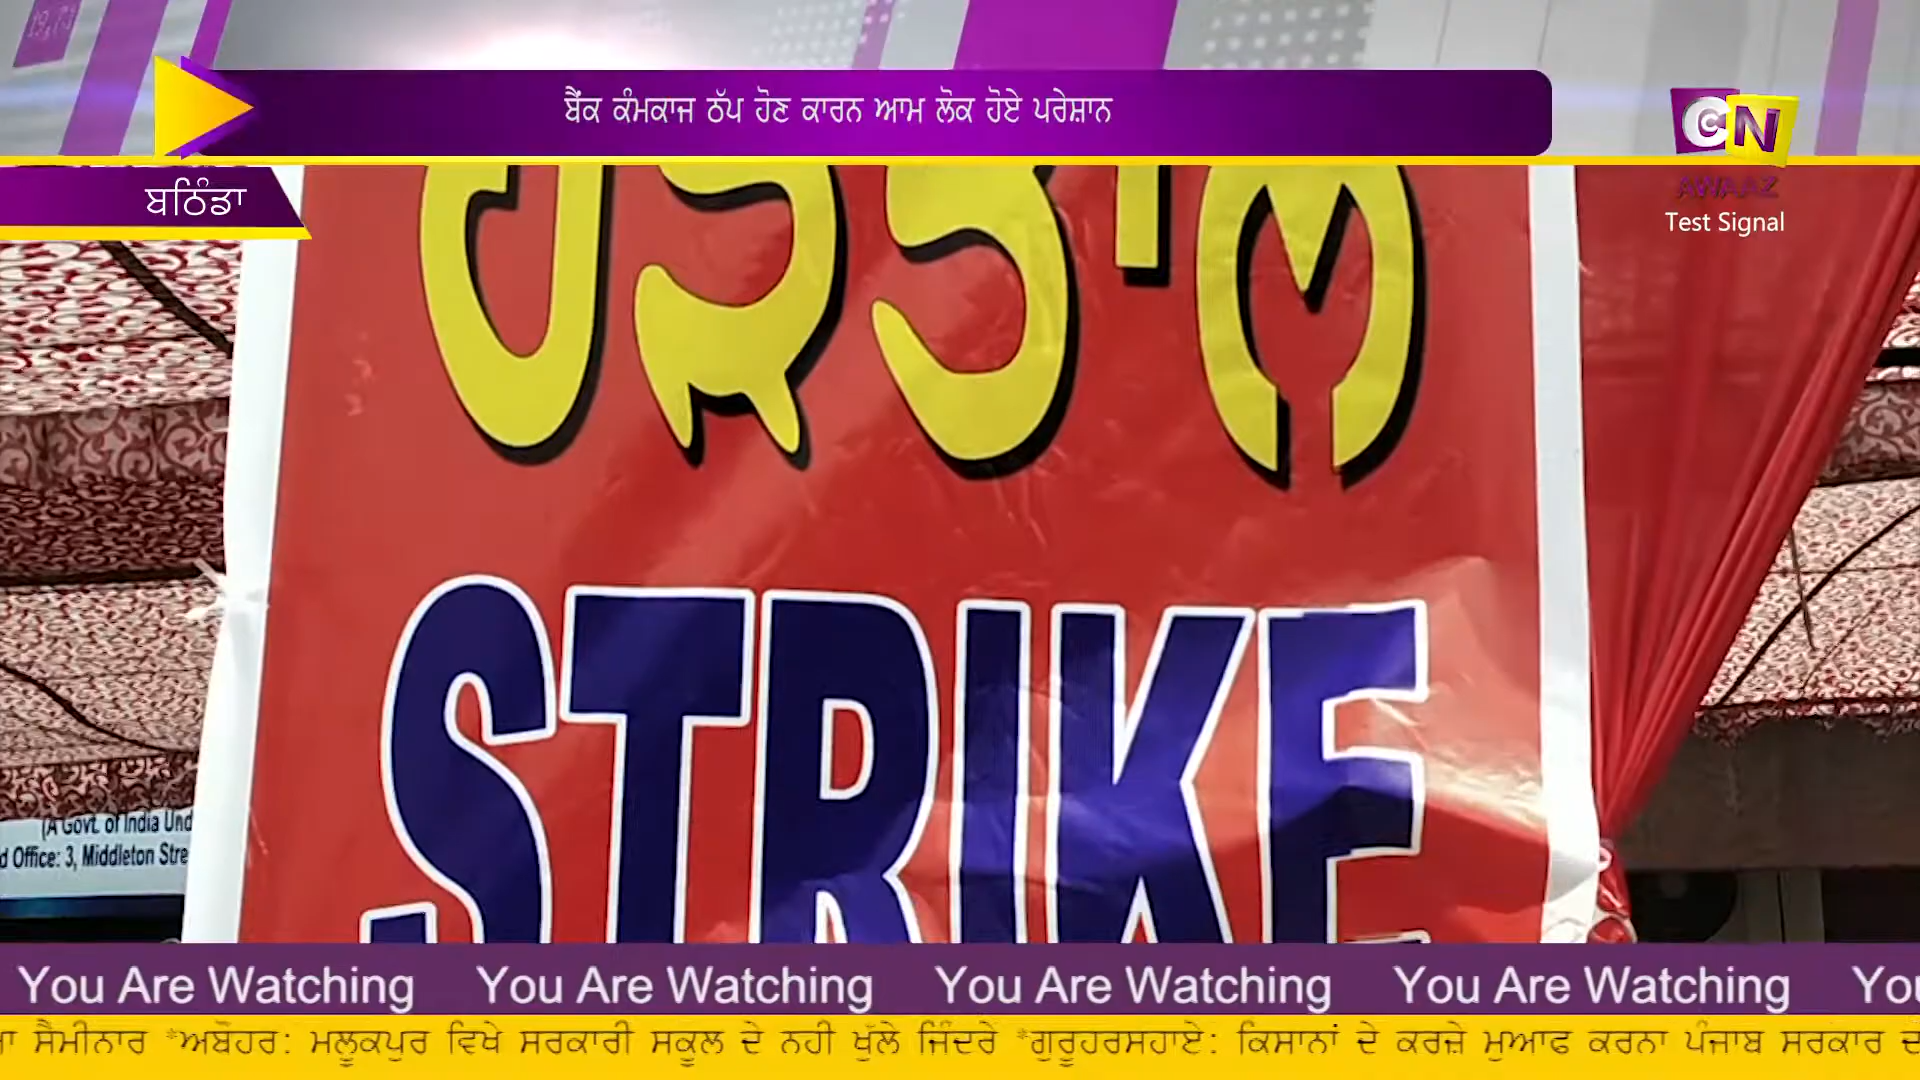 ਬੈਂਕ ਕੰਮਕਾਜ ਠੱਪ ਹੋਣ ਕਾਰਨ ਆਮ ਲੋਕ ਹੋਏ ਪਰੇਸ਼ਾਨ
CN
AWAAZ
Test Signal
ਬਠਿੰਡਾ
ਹੜਤਾਲ
STRIKE
(A Govt. of India
Office: 3, Middleton
You Are Watching You Are Watching You Are Watching You Are Watching
ਸੈਮੀਨਾਰ *ਅਬੋਹਰ: ਮਲੂਕਪੁਰ ਵਿਖੇ ਸਰਕਾਰੀ ਸਕੂਲ ਦੇ ਨਹੀ ਖੁੱਲੇ ਜਿੰਦਰੇ *ਗੁਰੂਹਰਸਹਾਏ: ਕਿਸਾਨਾਂ ਦੇ ਕਰਜ਼ੇ ਮੁਆਫ ਕਰਨਾ ਪੰਜਾਬ ਸਰਕਾਰ